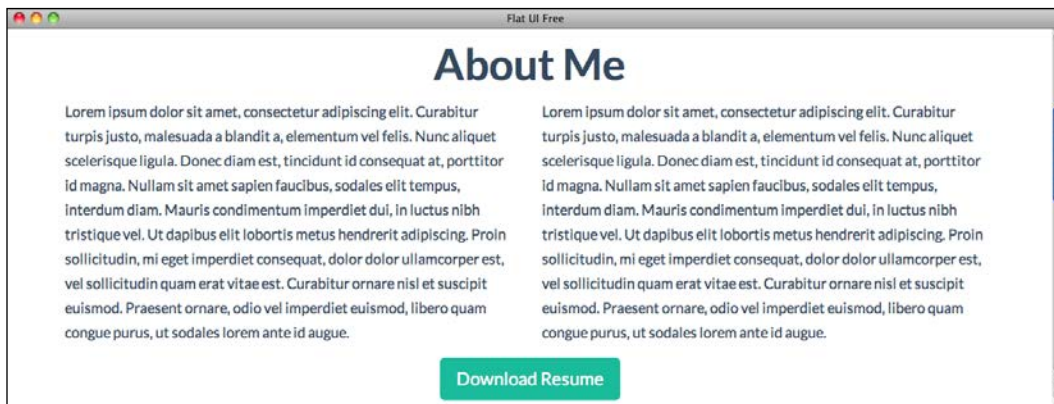 Flat UI Free
About Me
Lorem ipsum dolor sit amet, consectetur adipiscing elit. Curabitur
turpis justo, malesuada a blandit a, elementum vel felis. Nunc aliquet
scelerisque ligula. Donec diam est, tincidunt id consequat at, porttitor
id magna. Nullam sit amet sapien faucibus, sodales elit tempus,
interdum diam. Mauris condimentum imperdiet dui, in luctus nibh
tristique vel. Ut dapibus elit lobortis metus hendrerit adipiscing. Proin
sollicitudin, mi eget imperdiet consequat, dolor dolor ullamcorper est,
vel sollicitudin quam erat vitae est. Curabitur ornare nisl et suscipit
euismod. Praesent ornare, odio vel imperdiet euismod, libero quam
congue purus, ut sodales lorem ante id augue.
Lorem ipsum dolor sit amet, consectetur adipiscing elit. Curabitur
turpis justo, malesuada a blandit a, elementum vel felis. Nunc aliquet
scelerisque ligula. Donec diam est, tincidunt id consequat at, porttitor
id magna. Nullam sit amet sapien faucibus, sodales elit tempus,
interdum diam. Mauris condimentum imperdiet dui, in luctus nibh
tristique vel. Ut dapibus elit lobortis metus hendrerit adipiscing. Proin
sollicitudin, mi eget imperdiet consequat, dolor dolor ullamcorper est,
vel sollicitudin quam erat vitae est. Curabitur ornare nisl et suscipit
euismod. Praesent ornare, odio vel imperdiet euismod, libero quam
congue purus, ut sodales lorem ante id augue.
Download Resume